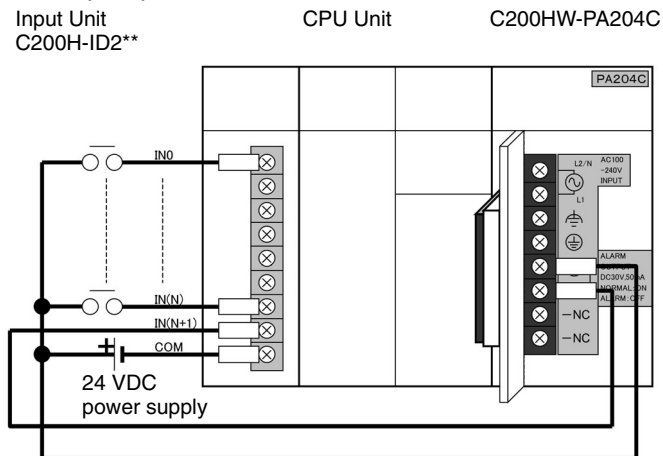 Input Unit
C200H-ID2**
CPU Unit
C200HW-PA204C
PA204C
IN0
L2/N
AC100
-240V
INPUT
L1
ALARM
DC30V,50mA
NORMAL:ON
ALARM:OFF
NC
NC
IN(N)
IN(N+1)
COM
+
24 VDC
power supply